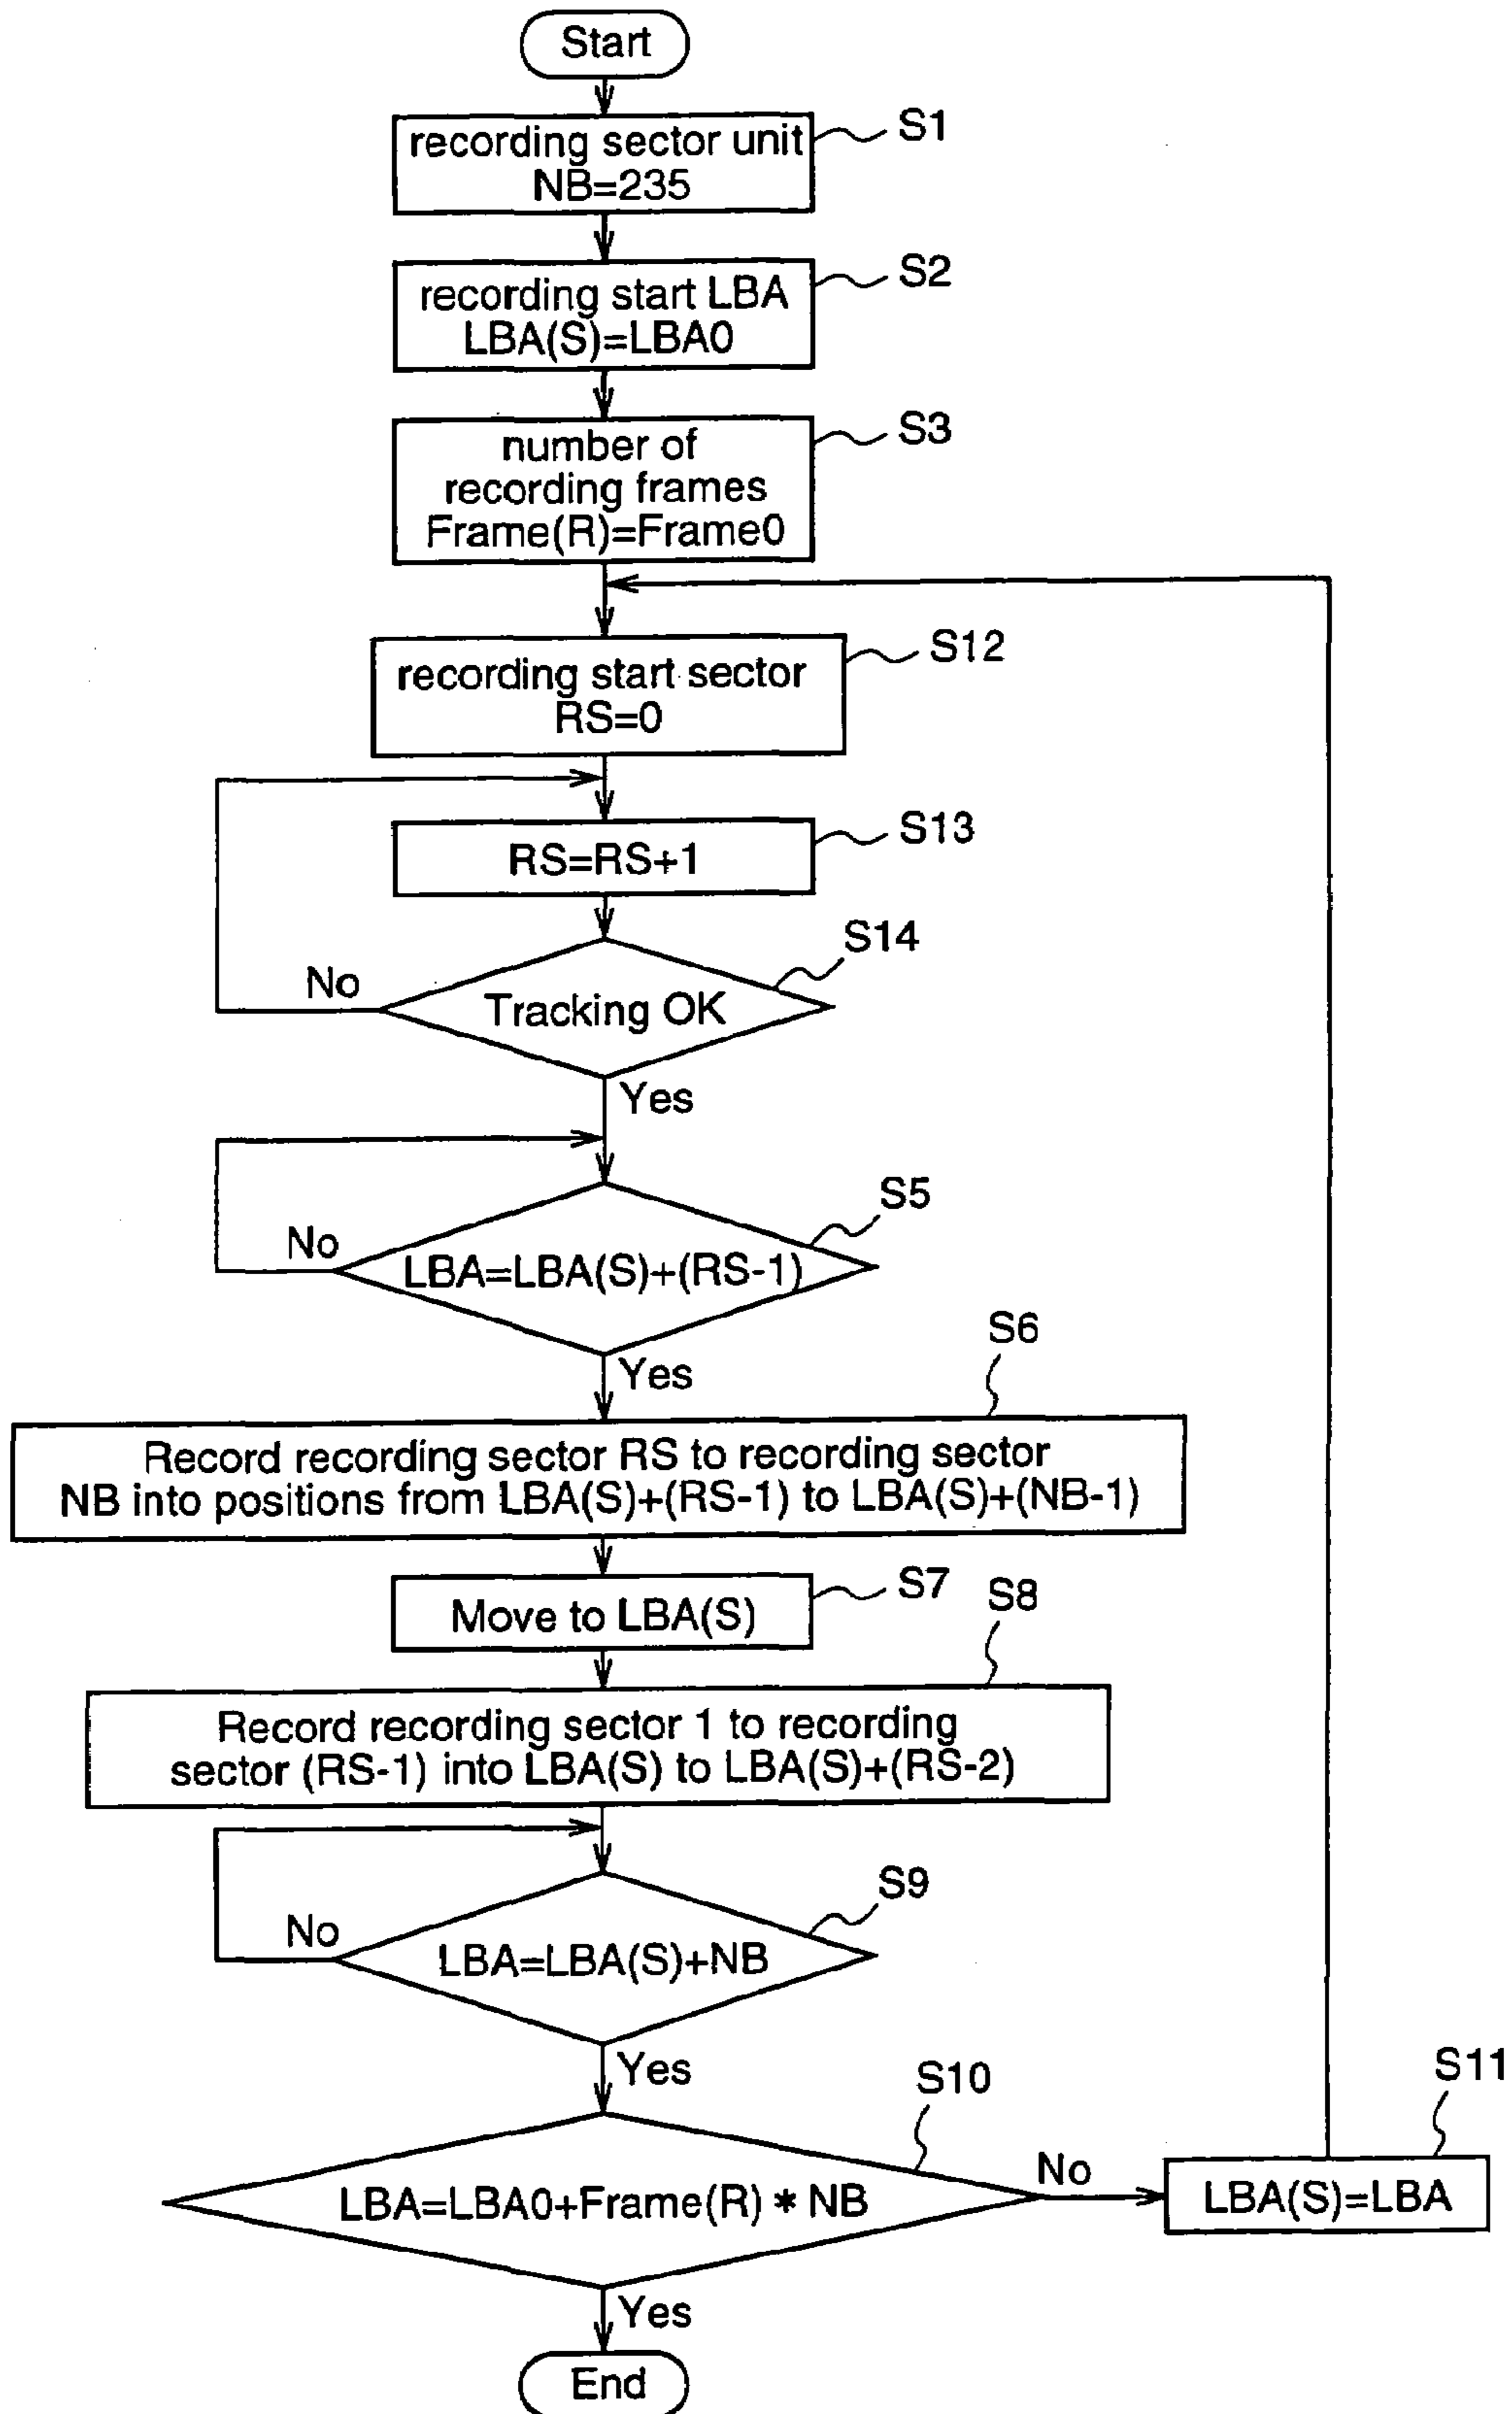 Start
recording sector unit
NB=235
S1
recording start LBA
LBA(S)=LBA0
S2
number of
recording frames
Frame(R)=Frame0
S3
recording start sector
RS=0
S12
RS=RS+1
S13
S14
Tracking OK
No
Yes
S5
LBA=LBA(S)+(RS-1)
No
Yes
S6
Record recording sector RS to recording sector
NB into positions from LBA(S)+(RS-1) to LBA(S)+(NB-1)
Move to LBA(S)
S7
S8
Record recording sector 1 to recording
sector (RS-1) into LBA(S) to LBA(S)+(RS-2)
S9
LBA=LBA(S)+NB
No
Yes
S10
LBA=LBA0+Frame(R)*NB
No
S11
LBA(S)=LBA
Yes
End